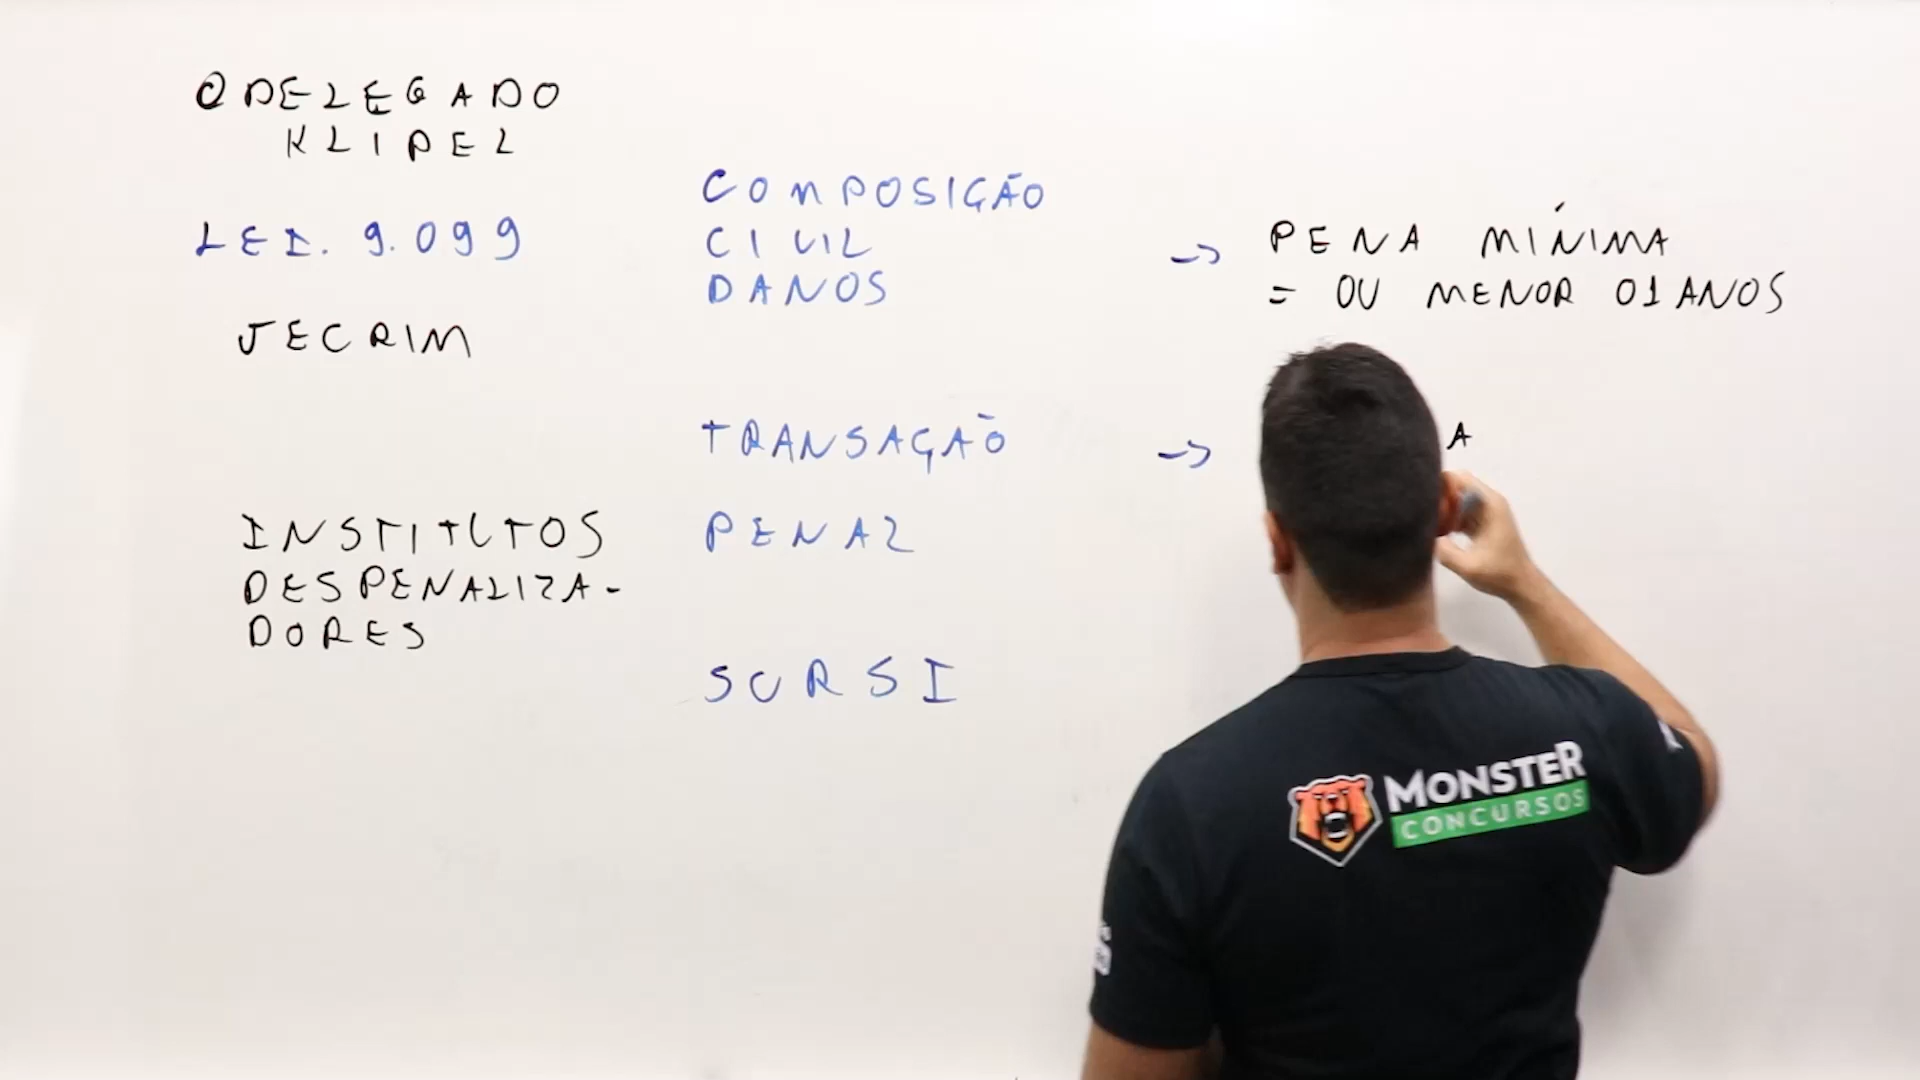 @DELEGADO
KLIPEL
LEI. 9.099
JECRIM
INSTITUTOS
DESPENALIZA-
DORES
COMPOSIÇÃO
CIVIL
DANOS
TRANSAÇÃO
PENAL
SURSI
-> PENA MÍNIMA
= OU MENOR 01 ANOS
-> A
MONSTER
CONCURSOS